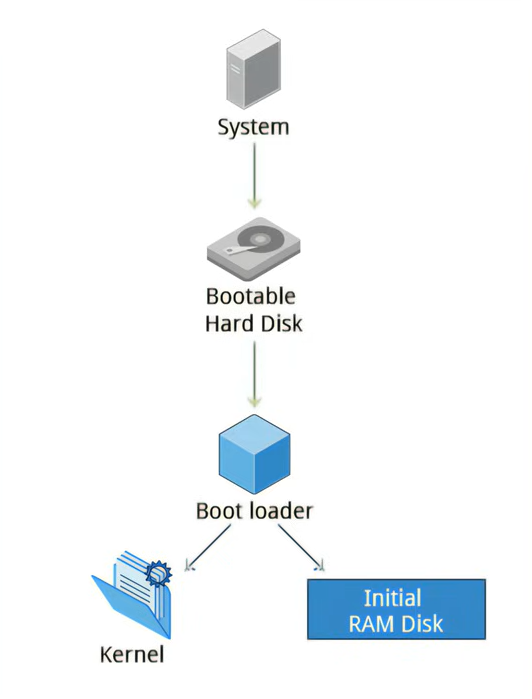 System
Bootable
Hard Disk
Boot loader
Kernel
Initial
RAM Disk